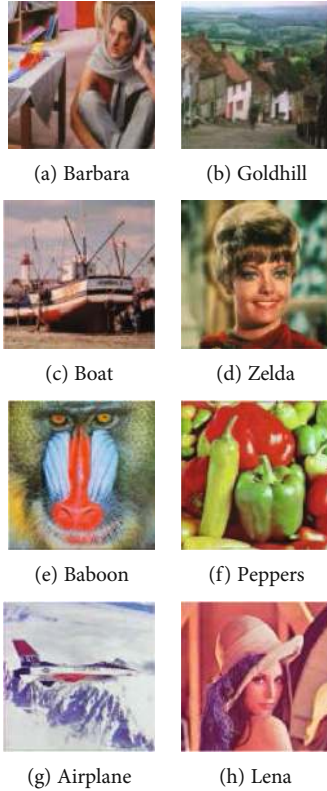 (a) Barbara
(b) Goldhill
(c) Boat
(d) Zelda
(e) Baboon
(f) Peppers
(g) Airplane
(h) Lena